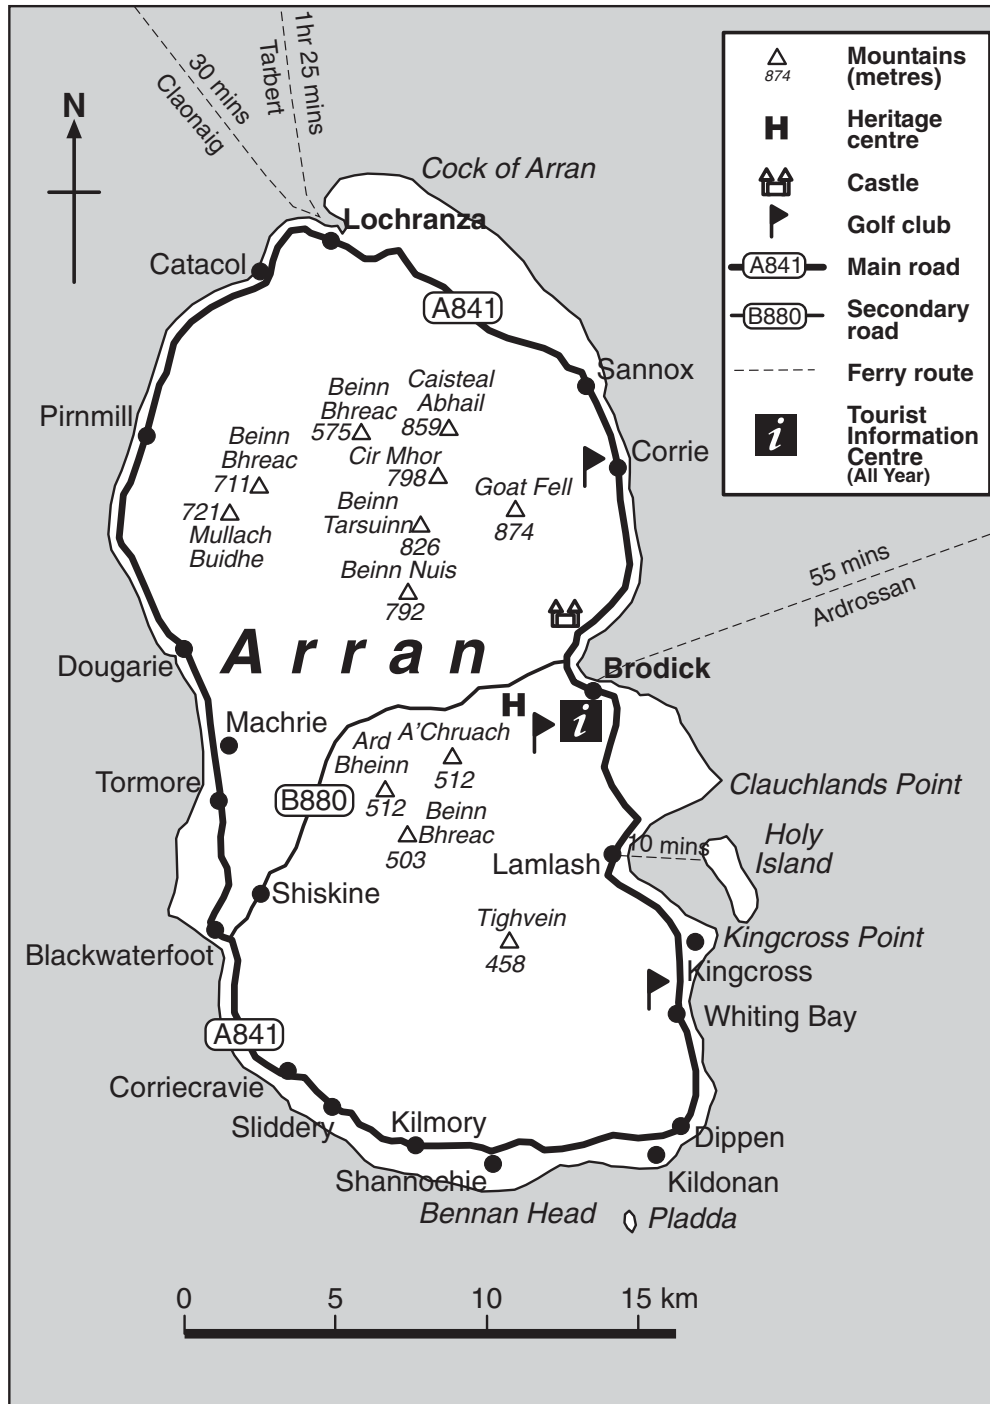 30 mins
Claonaig
1hr 25 mins
Tarbert
N
Cock of Arran
Lochranza
Catacol
A841
Sannox
Caisteal
Abhail
859
Beinn
Bhreac
575
Pirnmill
Beinn
Bhreac
711
Cir Mhor
798
Corrie
Goat Fell
874
721
Mullach
Buidhe
Beinn
Tarsuinn
826
Beinn Nuis
792
55 mins
Ardrossan
Arran
Dougarie
Brodick
H
i
Machrie
A'Chruach
512
Ard
Bheinn
512
Tormore
B880
Beinn
Bhreac
503
Clauchlands Point
Holy
Island
10 mins
Lamlash
Shiskine
Tighvein
458
Blackwaterfoot
Kingcross Point
Kingcross
Whiting Bay
A841
Corriecravie
Sliddery
Kilmory
Dippen
Shannochie
Kildonan
Bennan Head
Pladda
0 5 10 15 km
874
Mountains
(metres)
H
Heritage
centre
Castle
Golf club
A841
Main road
B880
Secondary
road
Ferry route
i
Tourist
Information
Centre
(All Year)